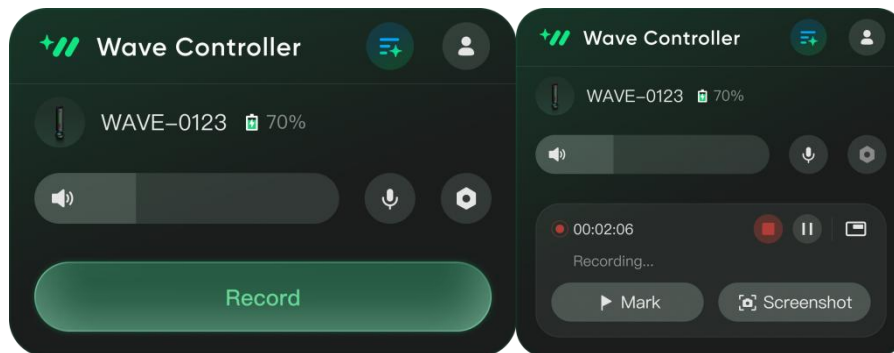 Wave Controller
WAVE-0123 70%
Record
Wave Controller
WAVE-0123 70%
00:02:06
Recording...
Mark Screenshot